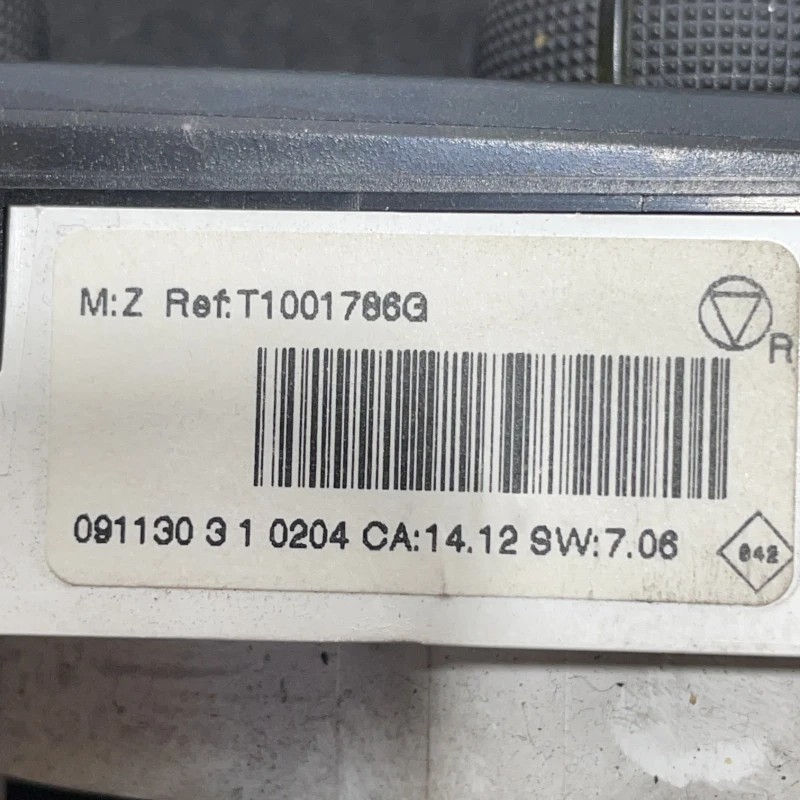 M:Z Ref:T1001786G
R
091130 3 1 0204 CA:14.12 SW:7.06
842